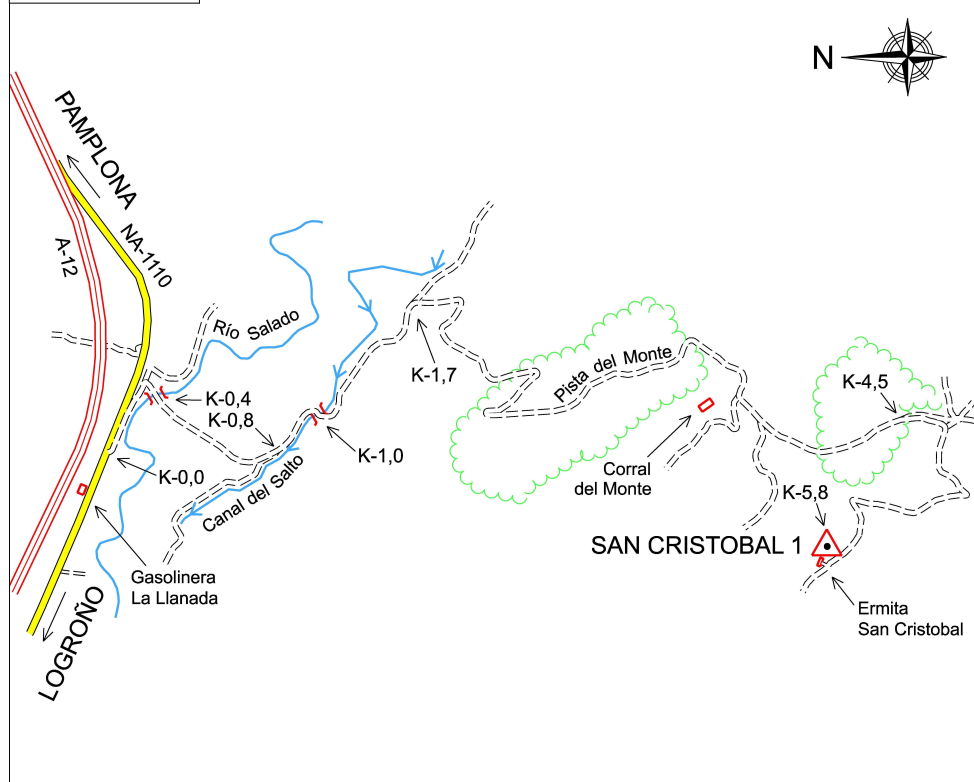 N
PAMPLONA
NA-1110
A-12
Río Salado
K-0,4
K-0,8
K-1,7
Pista del Monte
K-4,5
K-1,0
K-0,0
Canal del Salto
Corral
del Monte
K-5,8
SAN CRISTOBAL 1
Gasolinera
La Llanada
LOGROÑO
Ermita
San Cristobal